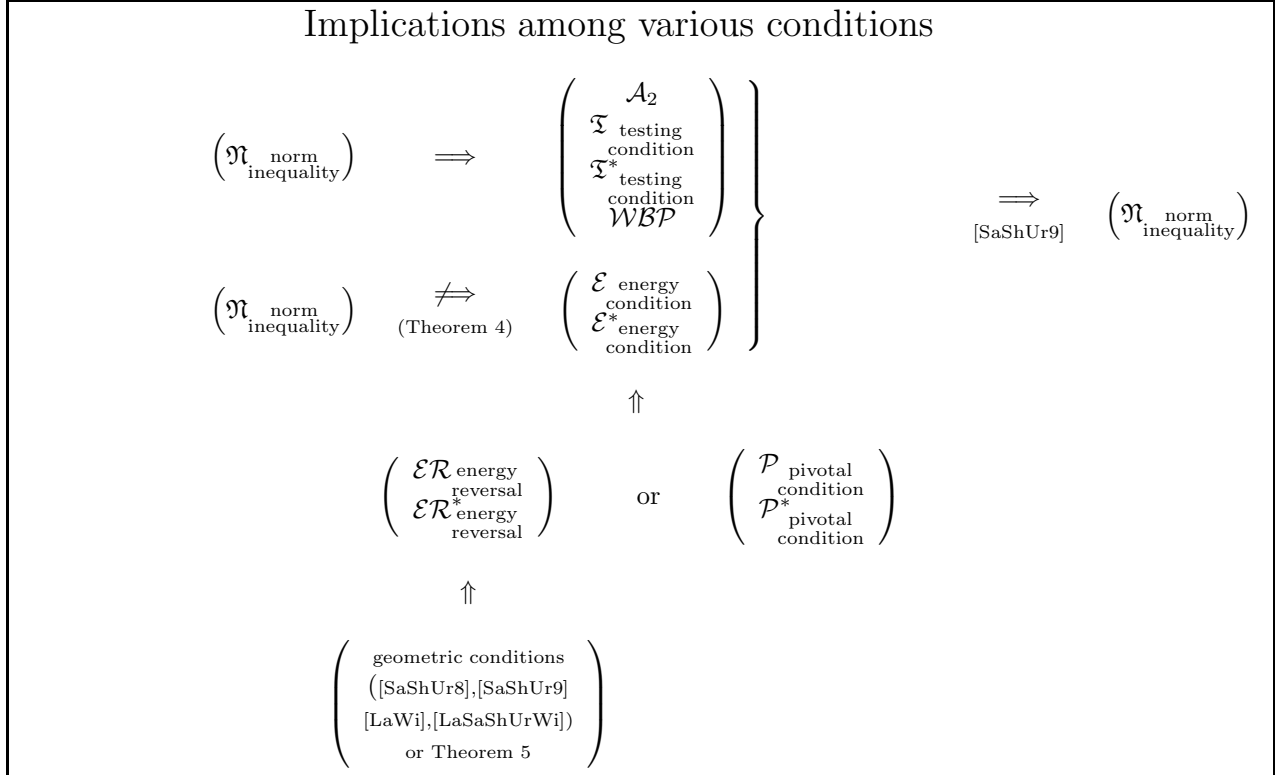 Implications among various conditions
𝒜₂
𝔗 testing condition
(𝔑 norm inequality) ⟹ 𝔗* testing condition
𝒲ℬ𝒫
⟹ [SaShUr9] (𝔑 norm inequality)
(𝔑 norm inequality) ⟹̸ (Theorem 4)
ℰ energy condition
ℰ* energy condition
⇑
ℰℛ energy reversal
ℰℛ* energy reversal
or
𝒫 pivotal condition
𝒫* pivotal condition
⇑
geometric conditions
([SaShUr8],[SaShUr9]
[LaWi],[LaSaShUrWi])
or Theorem 5